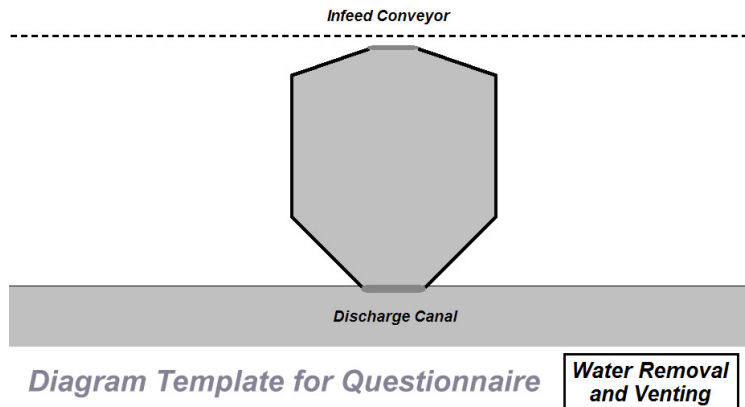 Infeed Conveyor
Discharge Canal
Diagram Template for Questionnaire
Water Removal
and Venting